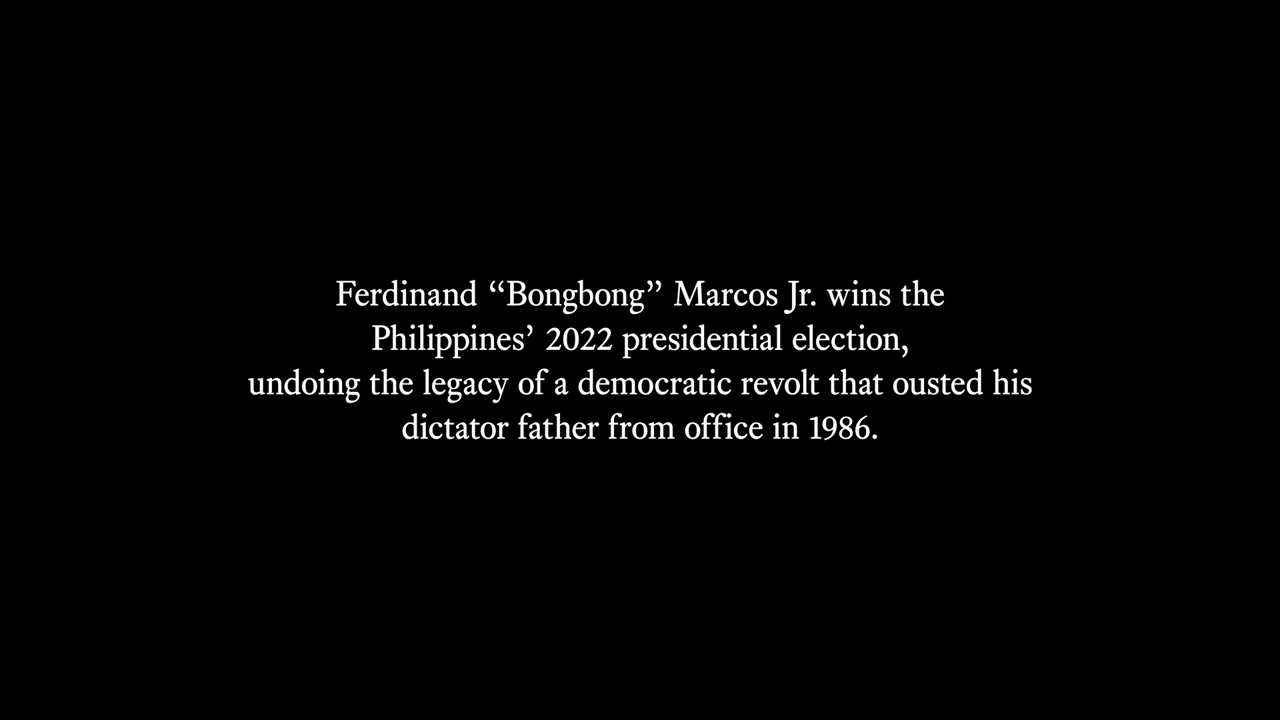 Ferdinand “Bongbong” Marcos Jr. wins the
Philippines’ 2022 presidential election,
undoing the legacy of a democratic revolt that ousted his
dictator father from office in 1986.